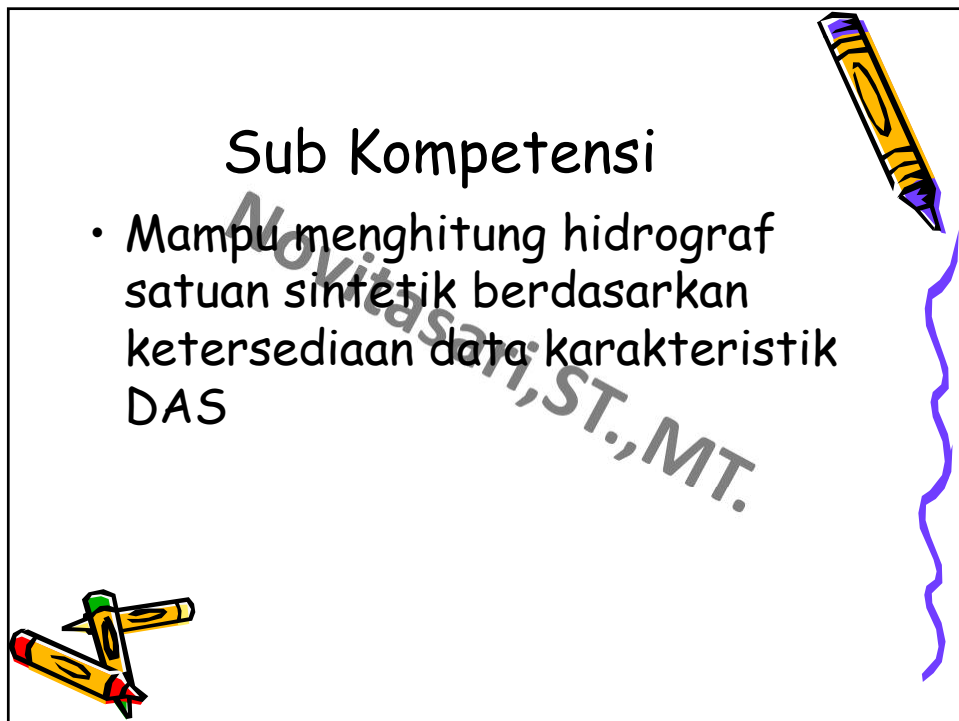 Sub Kompetensi
• Mampu menghitung hidrograf
satuan sintetik berdasarkan
ketersediaan data karakteristik
DAS
Novitasari,ST.,MT.